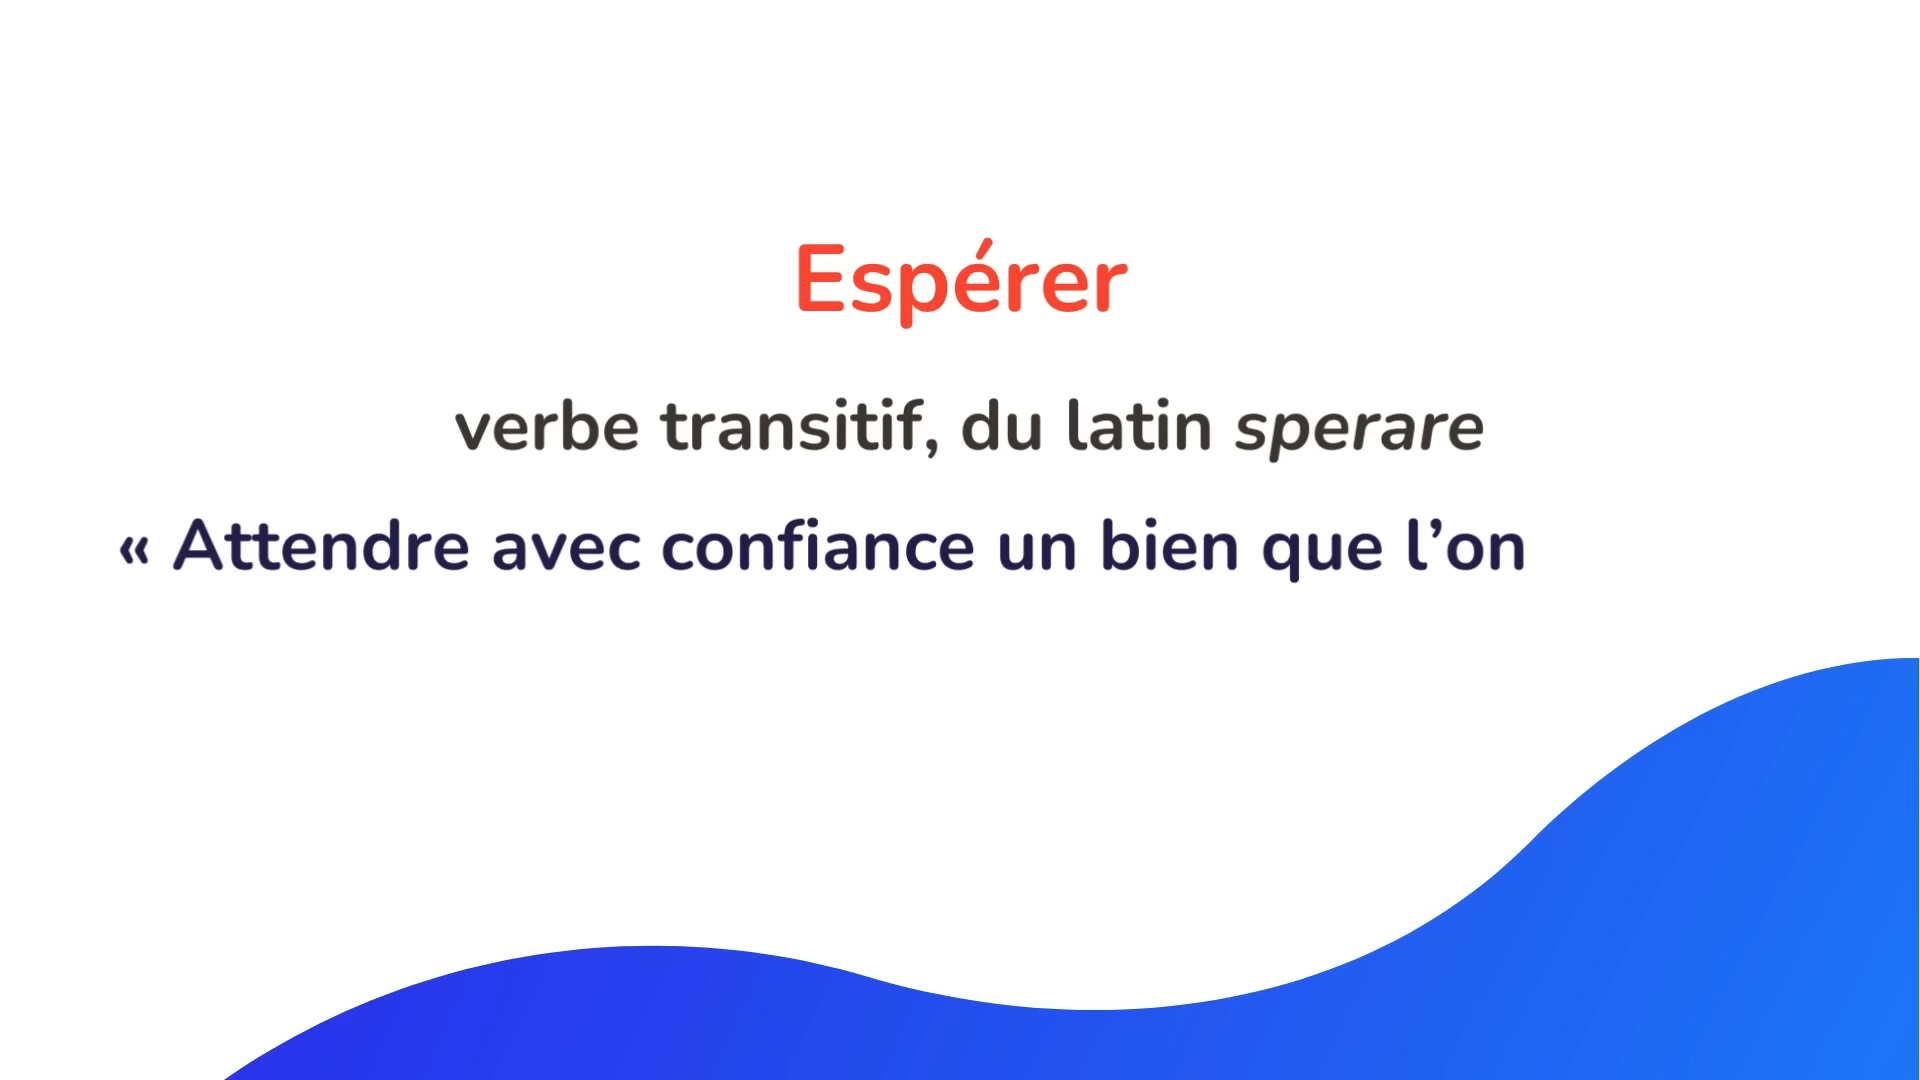 Espérer
verbe transitif, du latin sperare
« Attendre avec confiance un bien que l’on